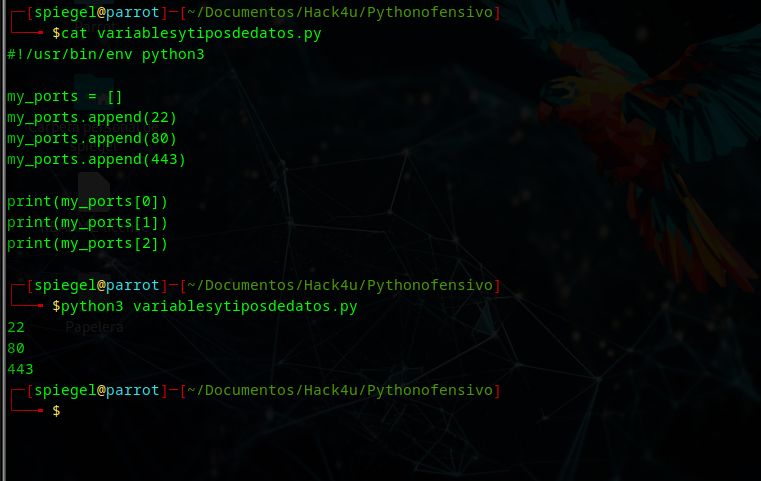 ┌─[spiegel@parrot]─[~/Documentos/Hack4u/Pythonofensivo]
└──╼ $cat variablesytiposdedatos.py
#!/usr/bin/env python3

my_ports = []
my_ports.append(22)
my_ports.append(80)
my_ports.append(443)

print(my_ports[0])
print(my_ports[1])
print(my_ports[2])

┌─[spiegel@parrot]─[~/Documentos/Hack4u/Pythonofensivo]
└──╼ $python3 variablesytiposdedatos.py
Papelera
22
80
443
┌─[spiegel@parrot]─[~/Documentos/Hack4u/Pythonofensivo]
└──╼ $